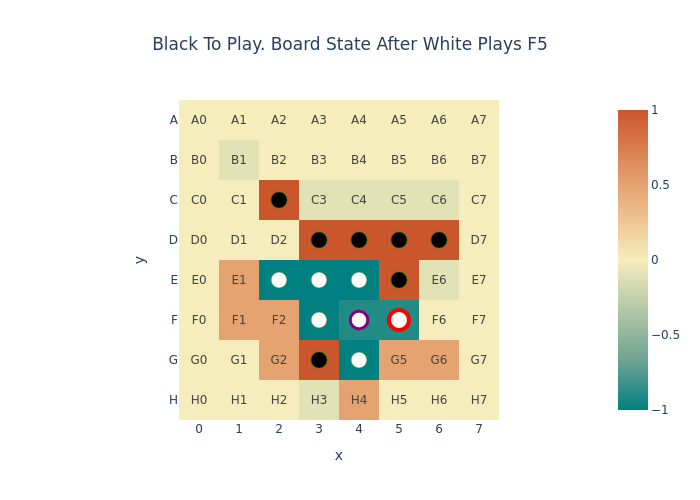 Black To Play. Board State After White Plays F5
A A0 A1 A2 A3 A4 A5 A6 A7
B B0 B1 B2 B3 B4 B5 B6 B7
C C0 C1 C3 C4 C5 C6 C7
D D0 D1 D2 D7
E E0 E1 E6 E7
F F0 F1 F2 F6 F7
G G0 G1 G2 G5 G6 G7
H H0 H1 H2 H3 H4 H5 H6 H7
0 1 2 3 4 5 6 7
x
y
1
0.5
0
−0.5
−1